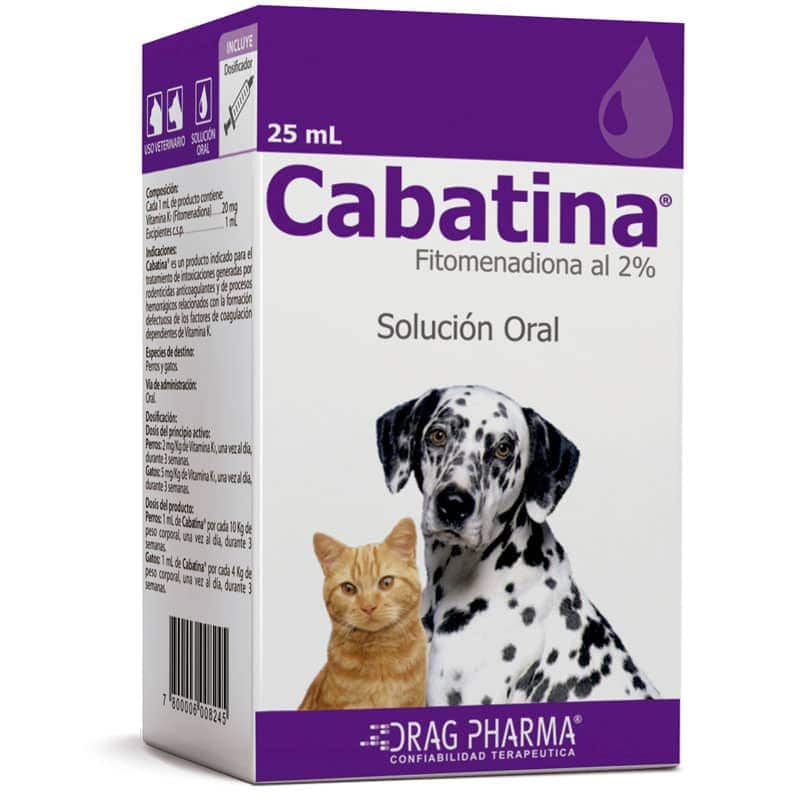 INCLUYE
Dosificador
USO VETERINARIO
SOLUCIÓN
ORAL
Composición:
Cada 1 mL de producto contiene:
Vitamina K₁ (Fitomenadiona) ..... 20 mg
Excipientes c.s.p. ..................... 1 mL
Indicaciones:
Cabatina® es un producto indicado para el
tratamiento de intoxicaciones generadas por
rodenticidas anticoagulantes y de procesos
hemorrágicos relacionados con la formación
defectuosa de los factores de coagulación
dependientes de Vitamina K.
Especies de destino:
Perros y gatos.
Vía de administración:
Oral.
Dosificación:
Dosis del principio activo:
Perros: 2 mg/Kg de Vitamina K₁, una vez al día,
durante 3 semanas.
Gatos: 5 mg/Kg de Vitamina K₁, una vez al día,
durante 3 semanas.
Dosis del producto:
Perros: 1 mL de Cabatina® por cada 10 Kg de
peso corporal, una vez al día, durante 3
semanas.
Gatos: 1 mL de Cabatina® por cada 4 Kg de
peso corporal, una vez al día, durante 3
semanas.
7 800006 008245
25 mL
Cabatina®
Fitomenadiona al 2%
Solución Oral
DRAG PHARMA®
CONFIABILIDAD TERAPEUTICA